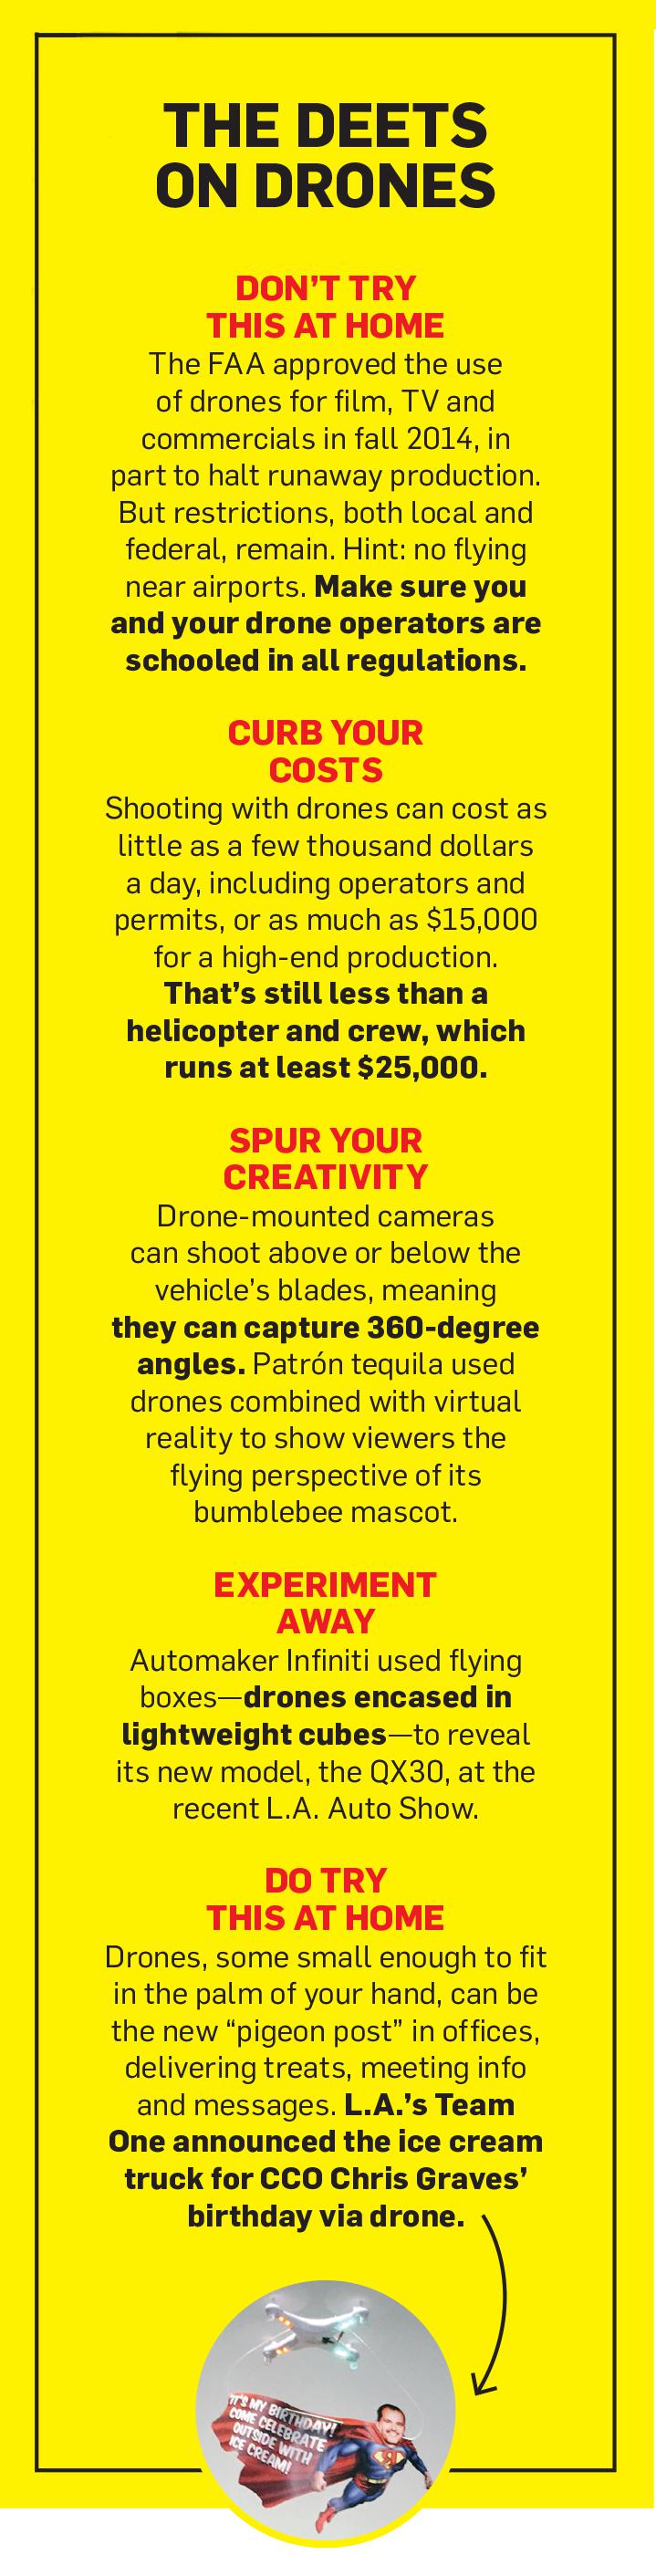 THE DEETS
ON DRONES
DON'T TRY
THIS AT HOME
The FAA approved the use
of drones for film, TV and
commercials in fall 2014, in
part to halt runaway production.
But restrictions, both local and
federal, remain. Hint: no flying
near airports. Make sure you
and your drone operators are
schooled in all regulations.
CURB YOUR
COSTS
Shooting with drones can cost as
little as a few thousand dollars
a day, including operators and
permits, or as much as $15,000
for a high-end production.
That's still less than a
helicopter and crew, which
runs at least $25,000.
SPUR YOUR
CREATIVITY
Drone-mounted cameras
can shoot above or below the
vehicle's blades, meaning
they can capture 360-degree
angles. Patrón tequila used
drones combined with virtual
reality to show viewers the
flying perspective of its
bumblebee mascot.
EXPERIMENT
AWAY
Automaker Infiniti used flying
boxes—drones encased in
lightweight cubes—to reveal
its new model, the QX30, at the
recent L.A. Auto Show.
DO TRY
THIS AT HOME
Drones, some small enough to fit
in the palm of your hand, can be
the new “pigeon post” in offices,
delivering treats, meeting info
and messages. L.A.'s Team
One announced the ice cream
truck for CCO Chris Graves'
birthday via drone.
IT'S MY BIRTHDAY!
COME CELEBRATE
OUTSIDE WITH
ICE CREAM!